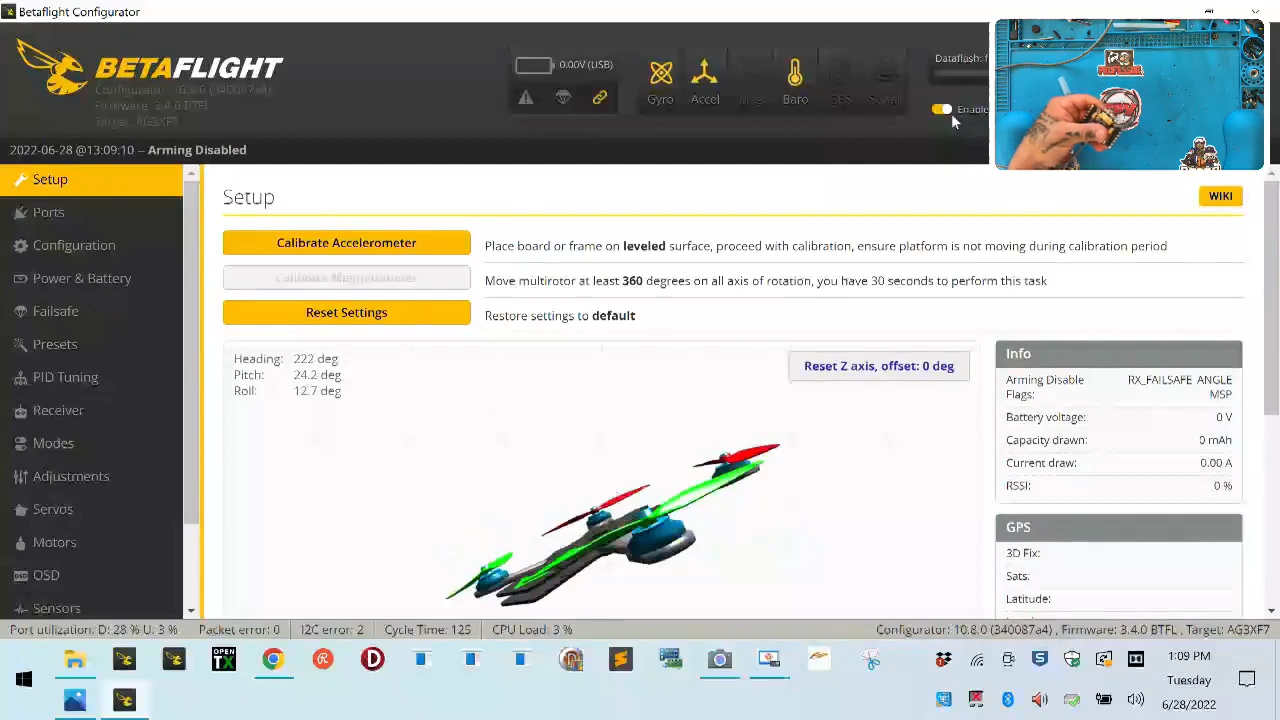 Betaflight Configurator
BETAFLIGHT
Target: AG3XF7
0.00V (USB)
Gyro
Accel
Baro
Dataflash: f
Enable
2022-06-28 @13:09:10 -- Arming Disabled
Setup
Ports
Configuration
Power & Battery
Failsafe
Presets
PID Tuning
Receiver
Modes
Adjustments
Servos
Motors
OSD
Sensors
Setup
WIKI
Calibrate Accelerometer
Place board or frame on leveled surface, proceed with calibration, ensure platform is not moving during calibration period
Calibrate Magnetometer
Move multirotor at least 360 degrees on all axis of rotation, you have 30 seconds to perform this task
Reset Settings
Restore settings to default
Heading: 222 deg
Pitch: 24.2 deg
Roll: 12.7 deg
Reset Z axis, offset: 0 deg
Info
Arming Disable Flags: RX_FAILSAFE ANGLE MSP
Battery voltage: 0 V
Capacity drawn: 0 mAh
Current draw: 0.00 A
RSSI: 0 %
GPS
3D Fix:
Sats:
Latitude:
Port utilization: D: 28 % U: 3 %
Packet error: 0
I2C error: 2
Cycle Time: 125
CPU Load: 3 %
Configurator: 10.8.0 (340087a4), Firmware: 3.4.0 BTFL, Target: AG3XF7
OPEN
TX
1:09 PM
Tuesday
6/28/2022